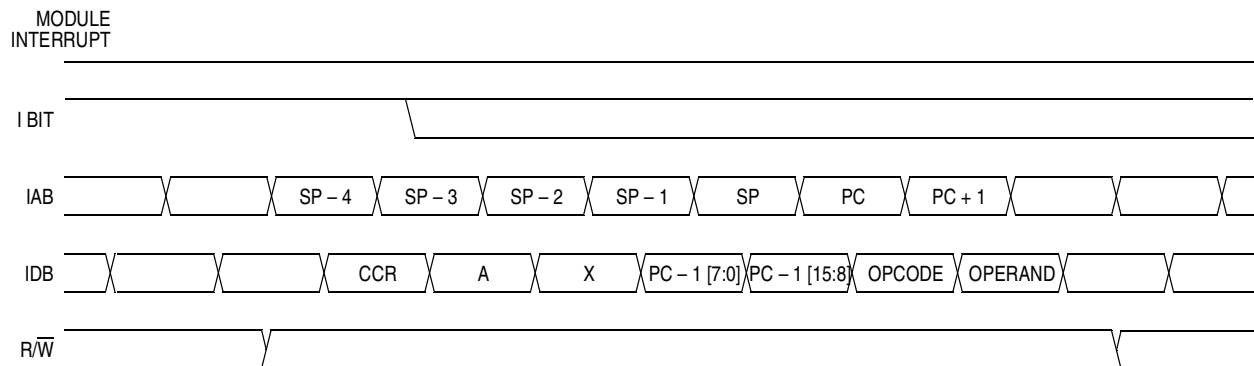 MODULE
INTERRUPT
I BIT
IAB SP – 4 SP – 3 SP – 2 SP – 1 SP PC PC + 1
IDB CCR A X PC – 1 [7:0] PC – 1 [15:8] OPCODE OPERAND
R/W̅